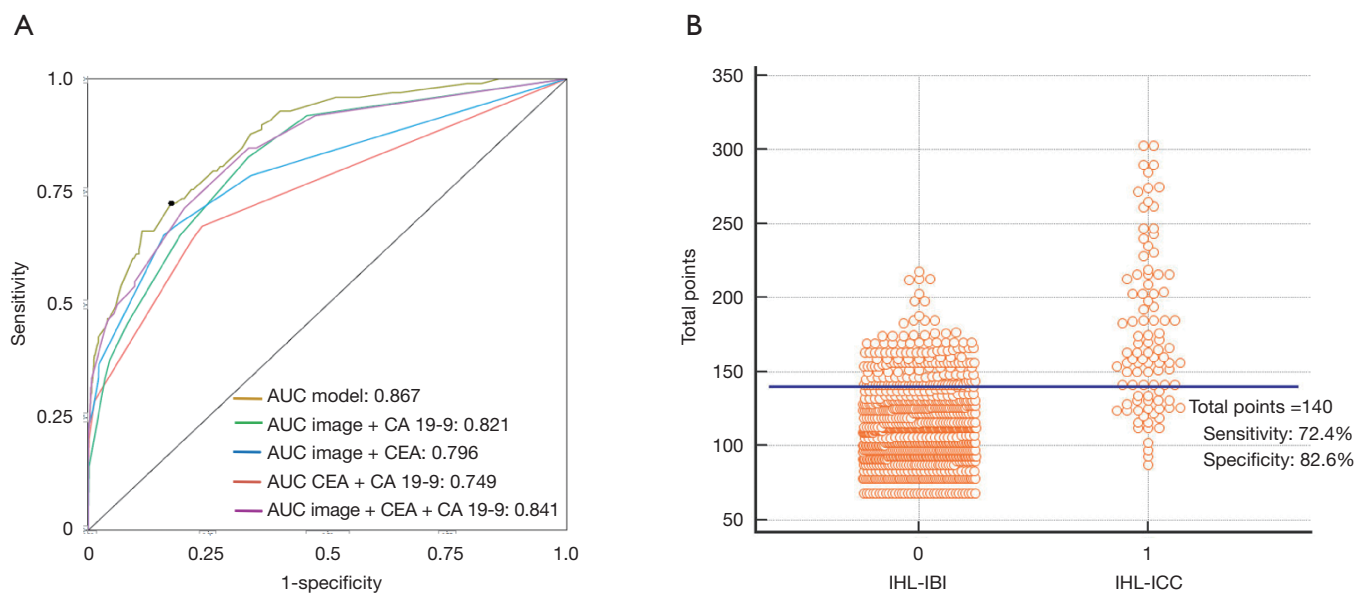 A
1.0
0.75
0.5
0.25
0
Sensitivity
AUC model: 0.867
AUC image + CA 19-9: 0.821
AUC image + CEA: 0.796
AUC CEA + CA 19-9: 0.749
AUC image + CEA + CA 19-9: 0.841
0 0.25 0.5 0.75 1.0
1-specificity
B
350
300
250
200
150
100
50
Total points
Total points =140
Sensitivity: 72.4%
Specificity: 82.6%
0 1
IHL-IBI IHL-ICC